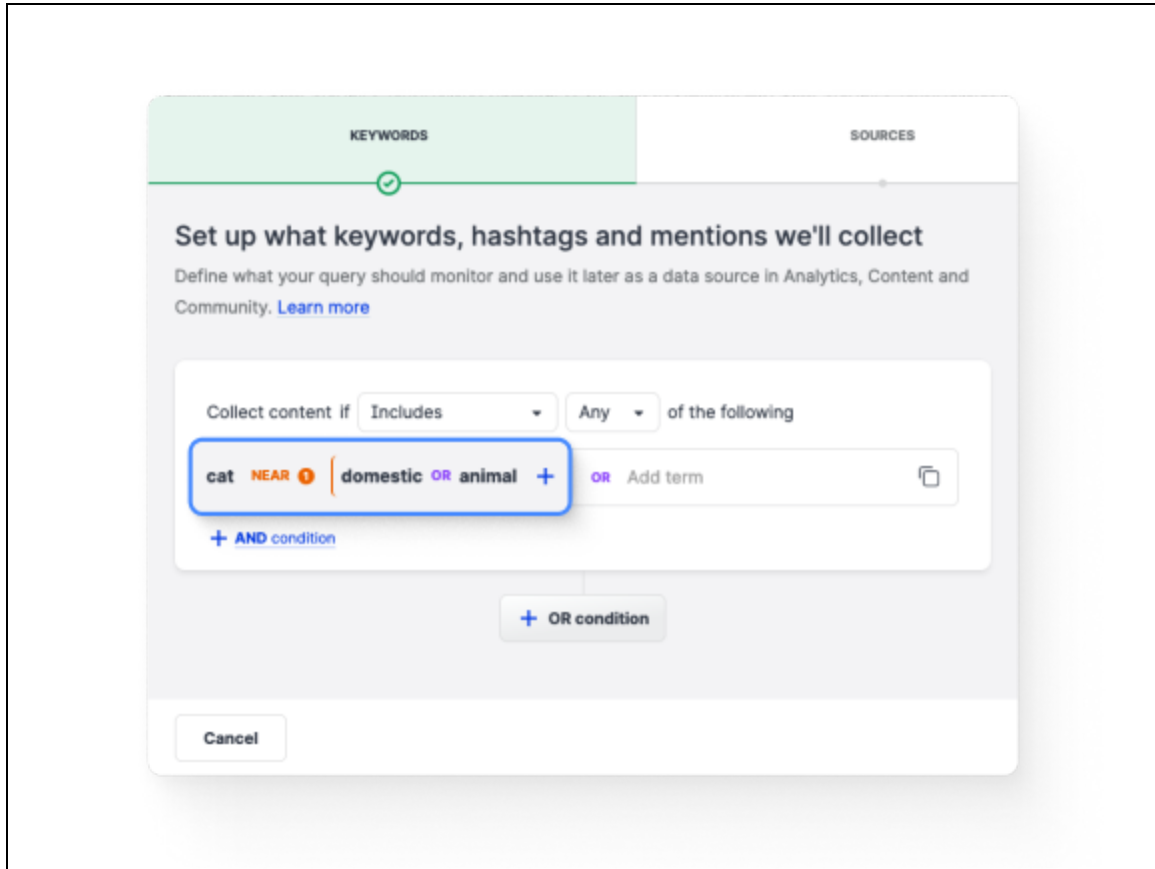 KEYWORDS SOURCES
Set up what keywords, hashtags and mentions we'll collect
Define what your query should monitor and use it later as a data source in Analytics, Content and
Community. Learn more
Collect content if Includes Any of the following
cat NEAR 1 domestic OR animal + OR Add term
+ AND condition
+ OR condition
Cancel